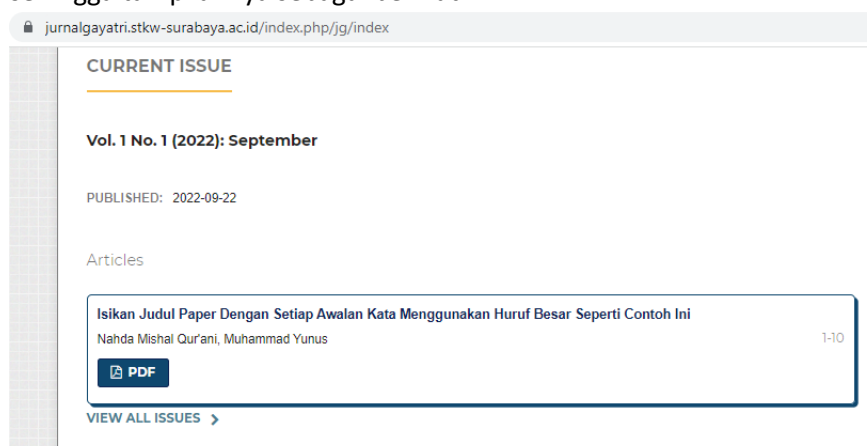 jurnalgayatri.stkw-surabaya.ac.id/index.php/jg/index
CURRENT ISSUE
Vol. 1 No. 1 (2022): September
PUBLISHED: 2022-09-22
Articles
Isikan Judul Paper Dengan Setiap Awalan Kata Menggunakan Huruf Besar Seperti Contoh Ini
Nahda Mishal Qur'ani, Muhammad Yunus
1-10
PDF
VIEW ALL ISSUES